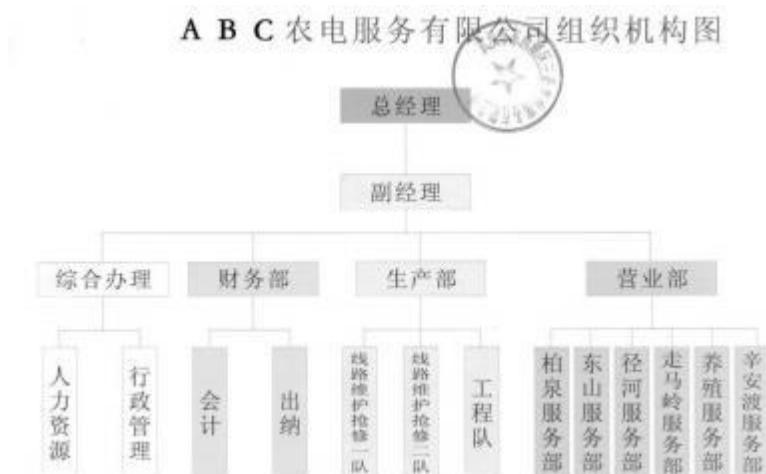 A B C 农电服务有限公司组织机构图
总经理
副经理
综合办理
财务部
生产部
营业部
人力资源
行政管理
会计
出纳
线路维护抢修一队
线路维护抢修二队
工程队
柏泉服务部
东山服务部
径河服务部
走马岭服务部
养殖服务部
辛安渡服务部